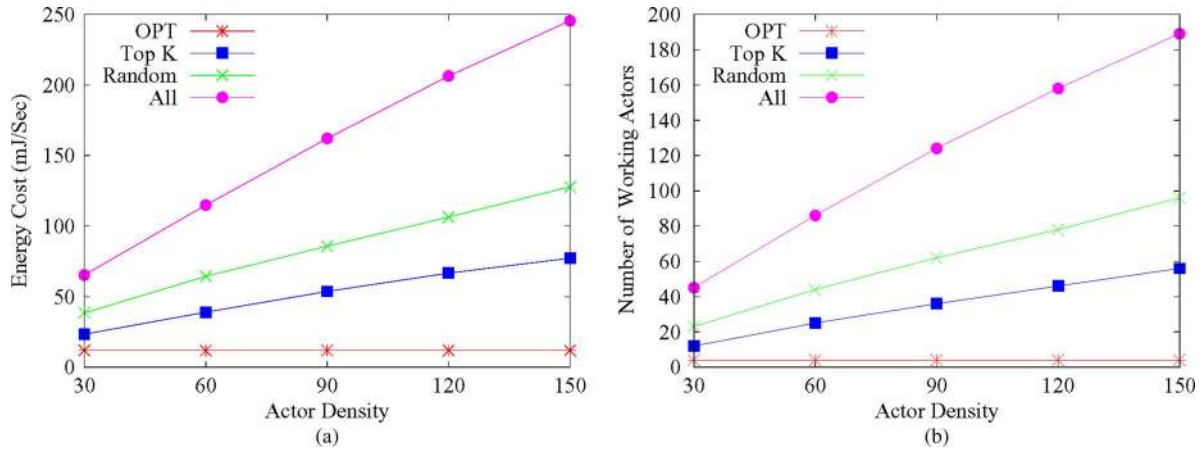 250
200
150
100
50
0
Energy Cost (mJ/Sec)
OPT
Top K
Random
All
30 60 90 120 150
Actor Density
(a)
200
180
160
140
120
100
80
60
40
20
0
Number of Working Actors
OPT
Top K
Random
All
30 60 90 120 150
Actor Density
(b)